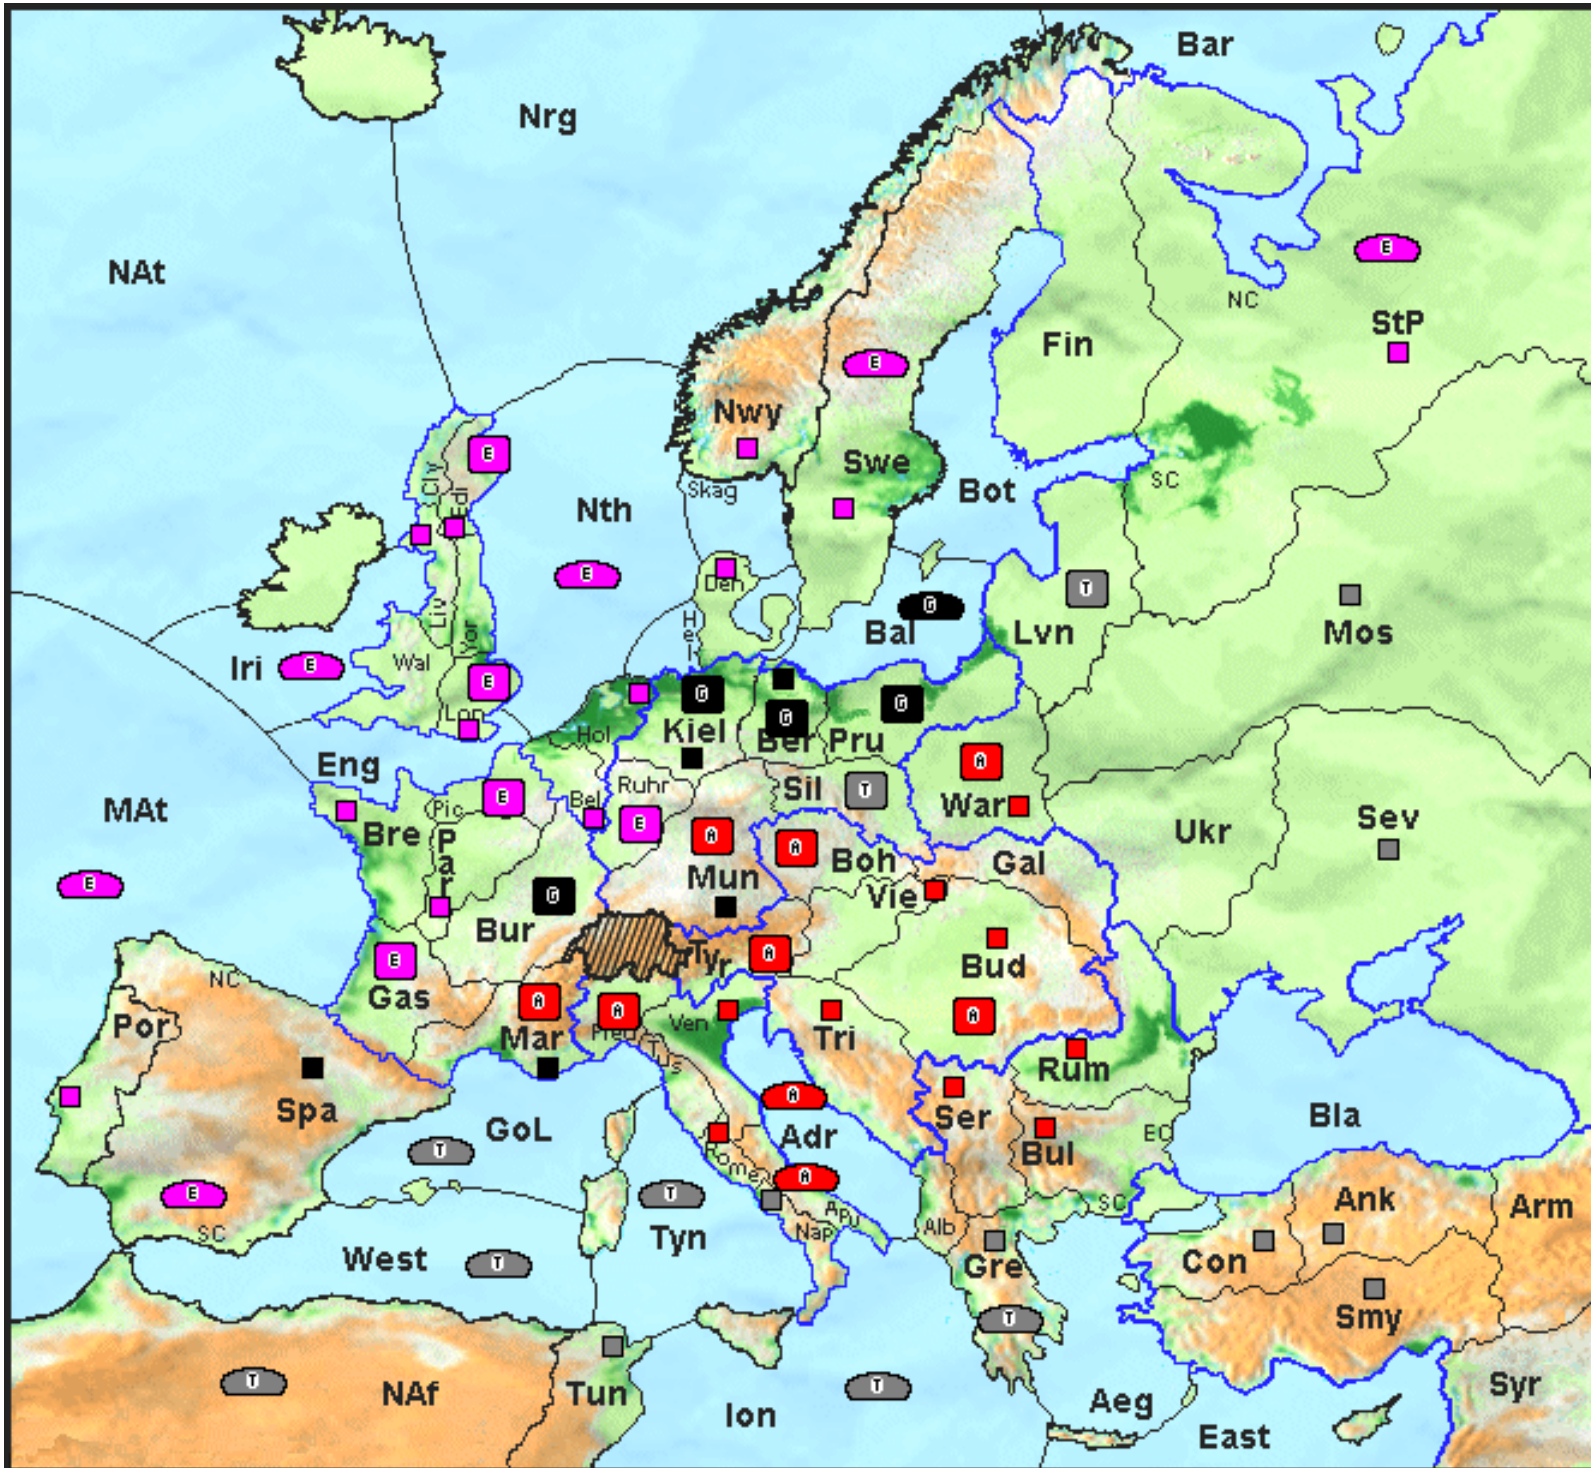 Bar
Nrg
NAt
E
NC
StP
Fin
E
Nwy
Swe
E
Cly
Edi
SC
Skag
Bot
Nth
E
Den
T
G
Mos
Hel
Bal
Lvn
Liv
Yor
Iri
E
Wal
E
G
G
G
Lon
Hol
Kiel
Ber
Pru
Eng
A
Ruhr
Sil
T
E
Pic
Bel
War
MAt
Bre
Par
E
A
A
Boh
Gal
Ukr
Sev
Mun
Vie
E
G
Bur
Tyr
A
Bud
E
NC
Gas
A
A
A
Por
Mar
Pied
Ven
Tri
Tus
Rum
Spa
GoL
A
Adr
Ser
Bul
EC
Bla
T
Rome
A
E
T
Apu
SC
Ank
Arm
SC
Nap
Alb
West
T
Tyn
Gre
Con
T
Smy
T
NAf
Tun
T
Ion
Aeg
Syr
East